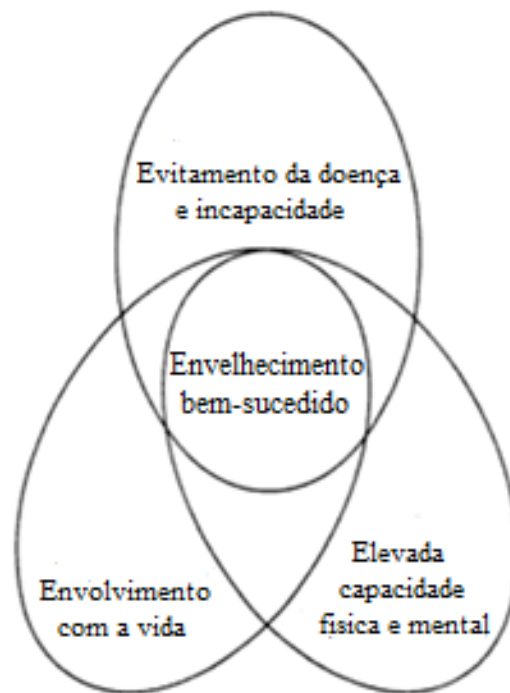 Evitamento da doença
e incapacidade
Envelhecimento
bem-sucedido
Envolvimento
com a vida
Elevada
capacidade
física e mental